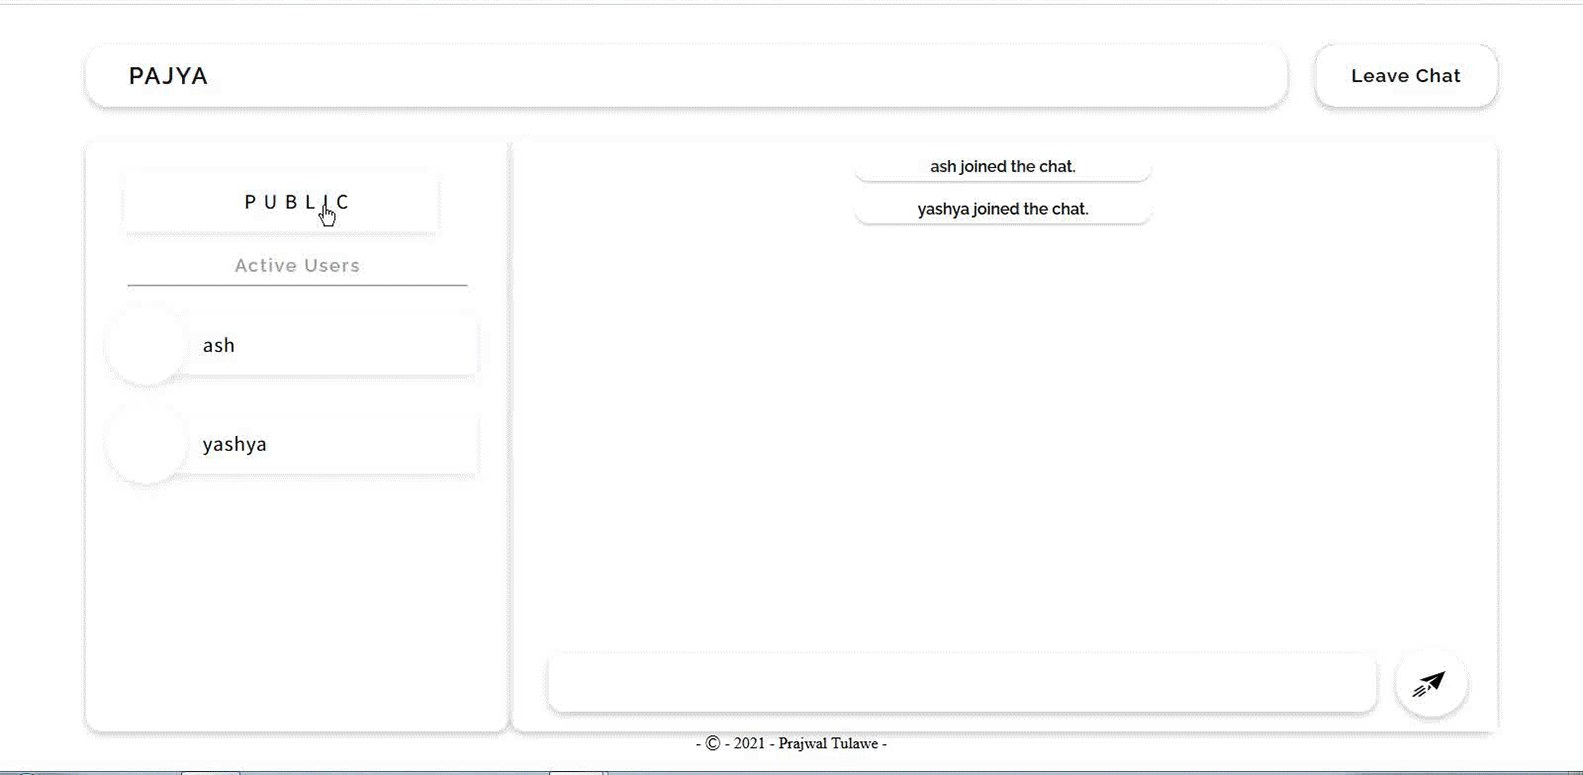 PAJYA
Leave Chat
PUBLIC
Active Users
ash
yashya
ash joined the chat.
yashya joined the chat.
- © - 2021 - Prajwal Tulawe -